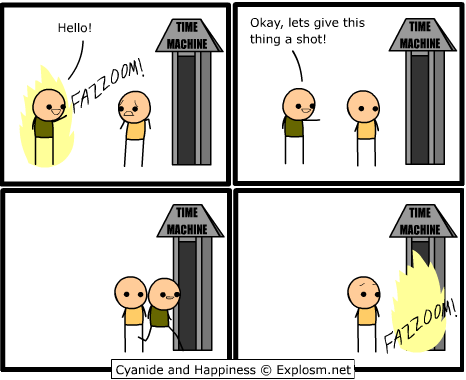 Hello!
FAZZOOM!
TIME
MACHINE
Okay, lets give this
thing a shot!
TIME
MACHINE
TIME
MACHINE
TIME
MACHINE
FAZZOOM!
Cyanide and Happiness © Explosm.net